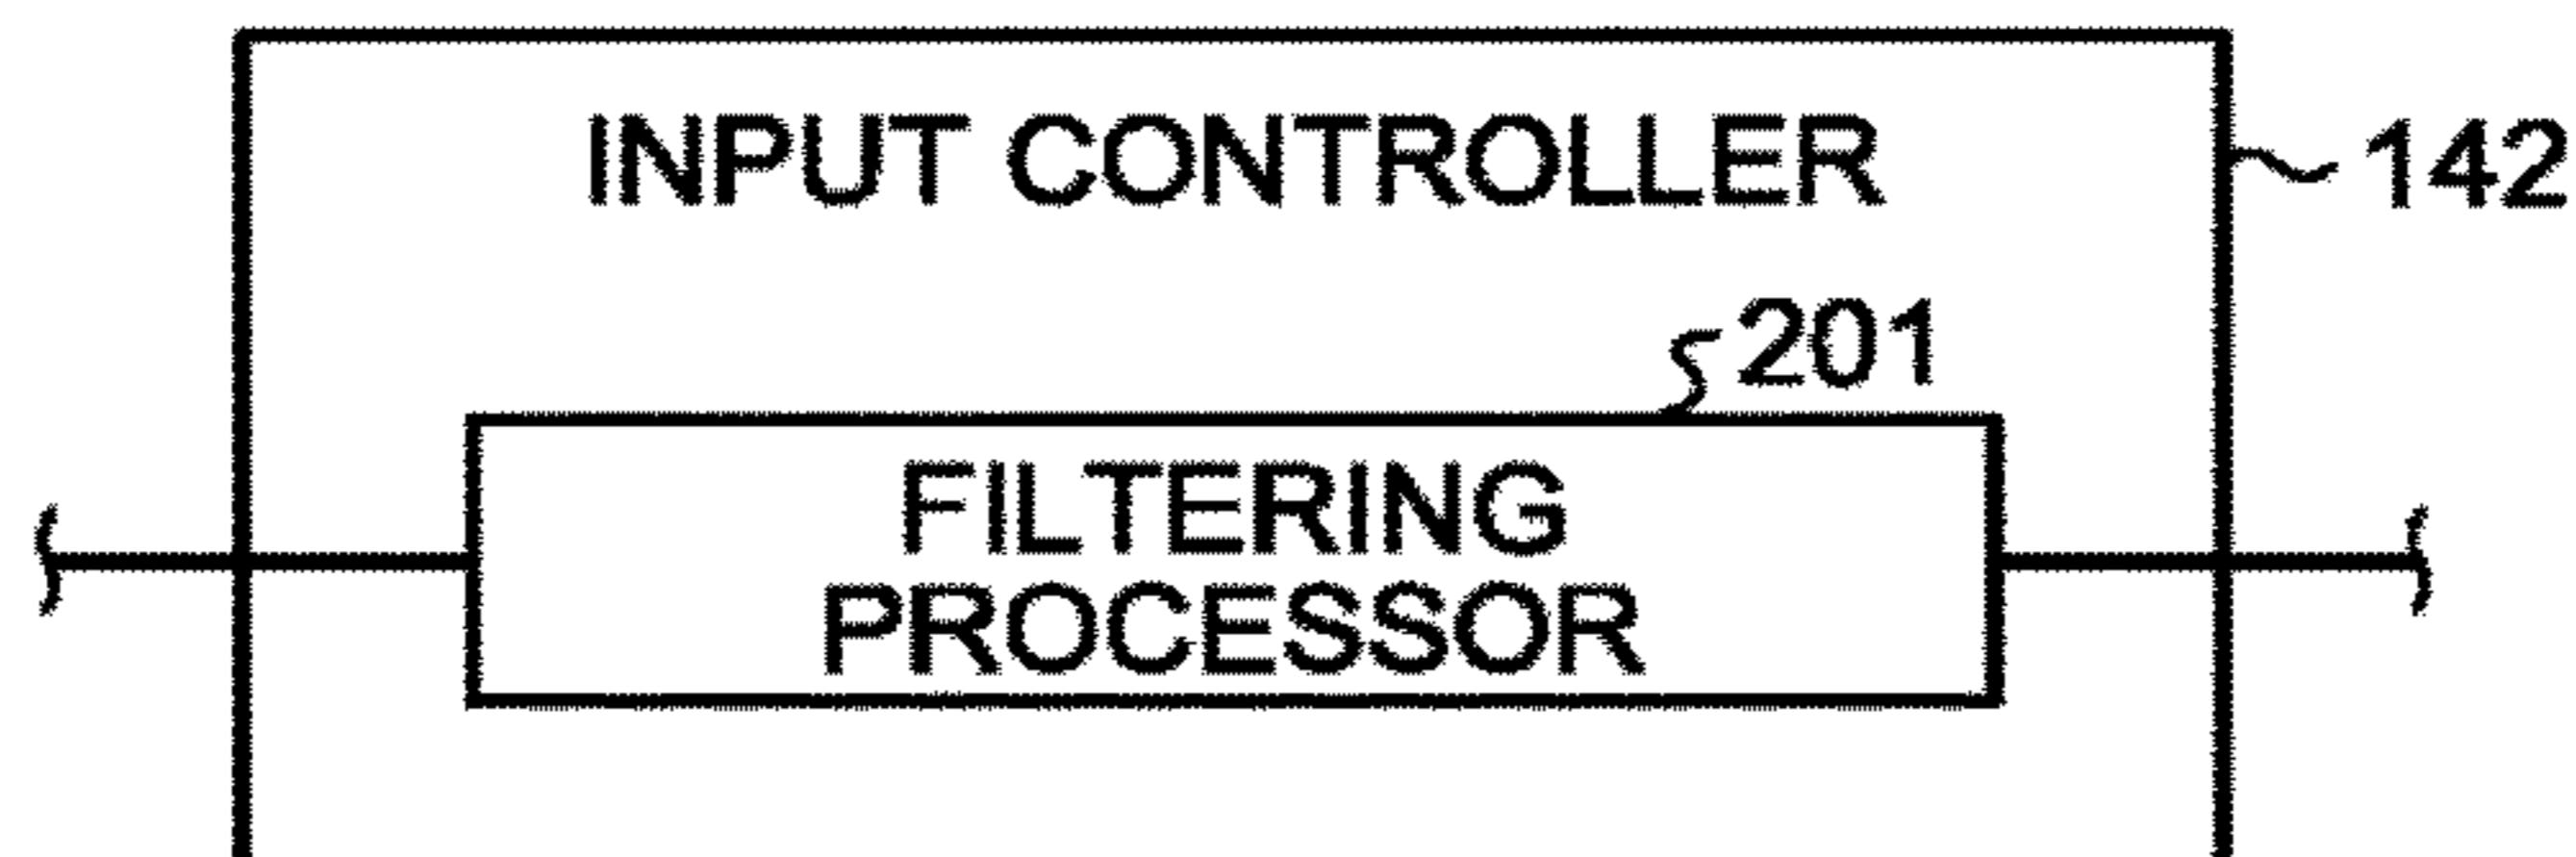 INPUT CONTROLLER
142
201
FILTERING
PROCESSOR